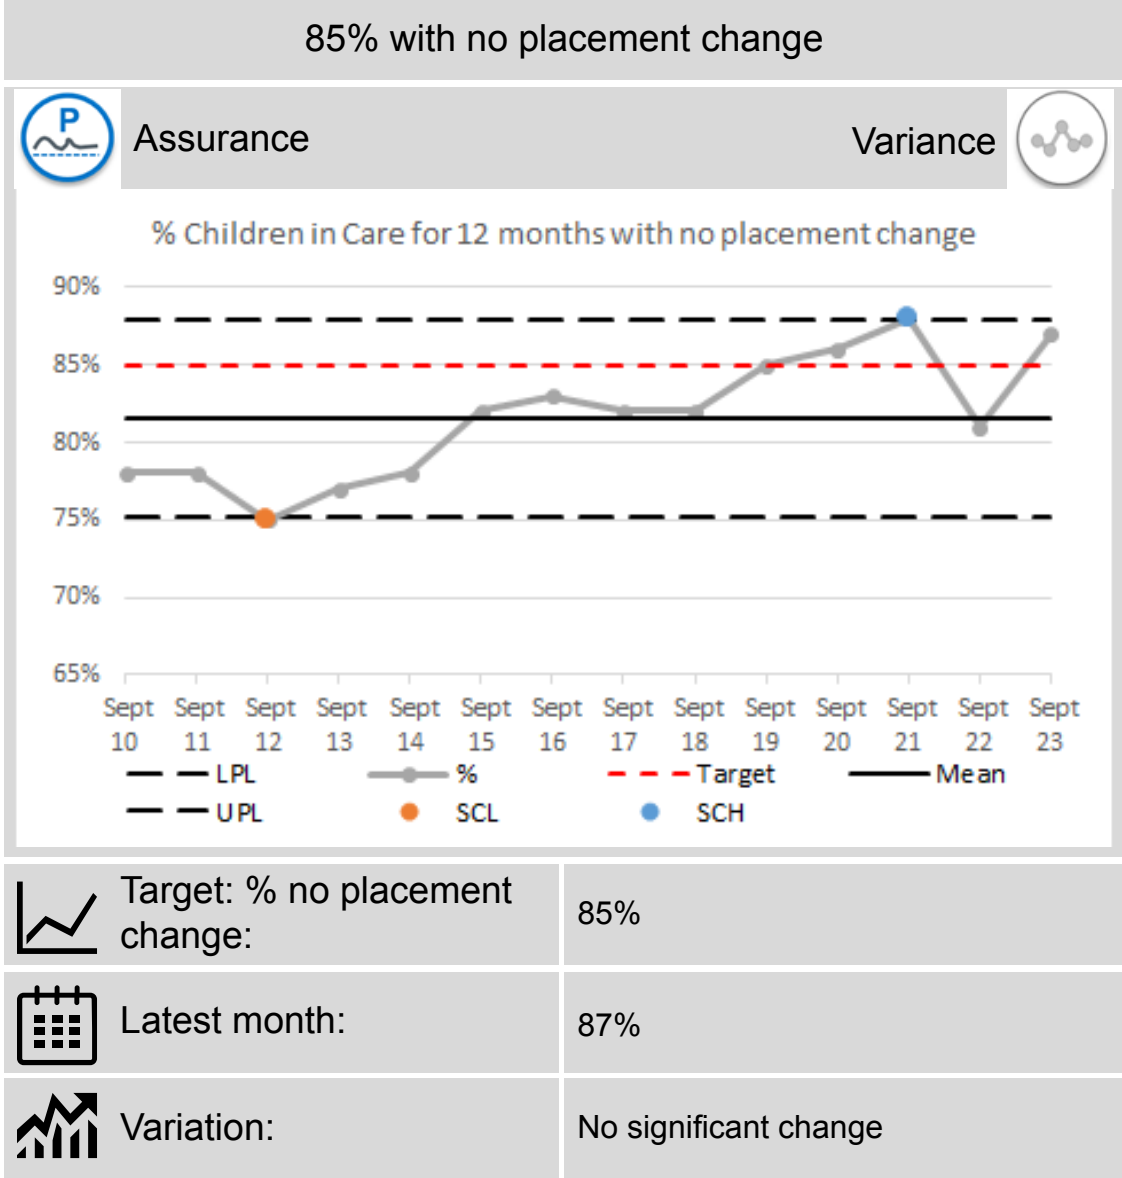 85% with no placement change
P
Assurance
Variance
% Children in Care for 12 months with no placement change
90%
85%
80%
75%
70%
65%
Sept Sept Sept Sept Sept Sept Sept Sept Sept Sept Sept Sept Sept Sept
10 11 12 13 14 15 16 17 18 19 20 21 22 23
LPL % Target Mean
UPL SCL SCH
Target: % no placement
change:
85%
Latest month:
87%
Variation:
No significant change